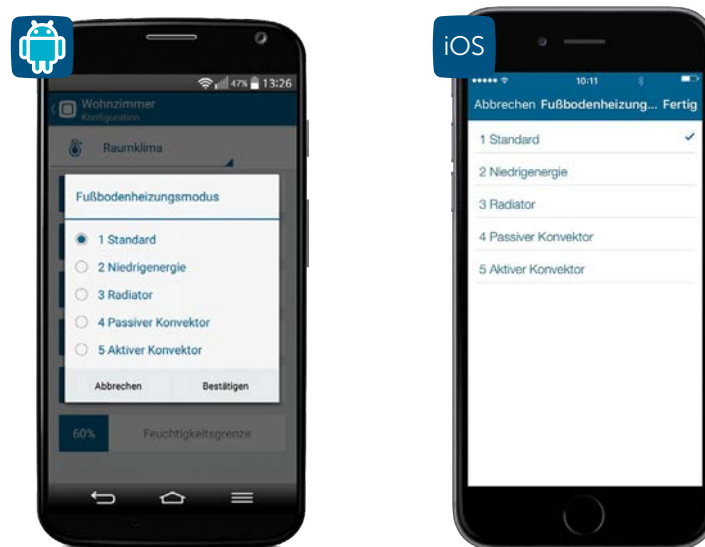 47% 13:26
Wohnzimmer
Konfiguration
Raumklima
Fußbodenheizungsmodus
1 Standard
2 Niedrigenergie
3 Radiator
4 Passiver Konvektor
5 Aktiver Konvektor
Abbrechen Bestätigen
60% Feuchtigkeitsgrenze
iOS
10:11
Abbrechen Fußbodenheizung... Fertig
1 Standard
2 Niedrigenergie
3 Radiator
4 Passiver Konvektor
5 Aktiver Konvektor